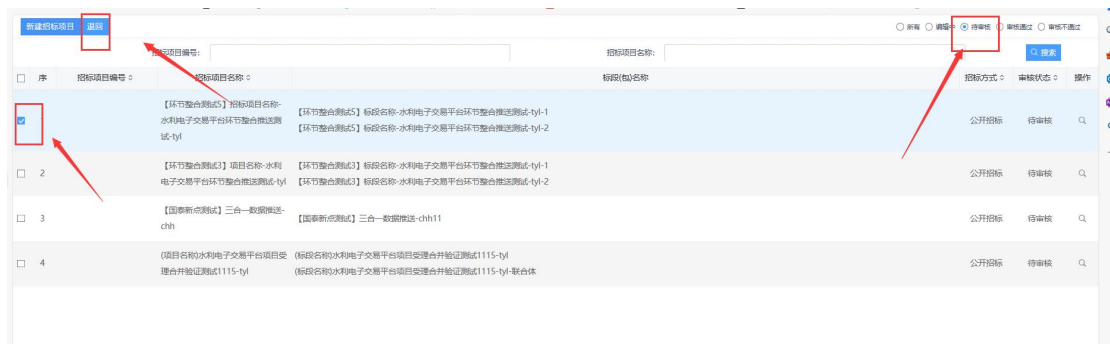 新建招标项目 退回 所有 编辑中 待审核 审核通过 审核不通过
招标项目编号: 招标项目名称: 搜索
序 招标项目编号 招标项目名称 标段(包)名称 招标方式 审核状态 操作
【环节整合测试5】招标项目名称-
水利电子交易平台环节整合推送测
试-tyl
【环节整合测试5】标段名称-水利电子交易平台环节整合推送测试-tyl-1
【环节整合测试5】标段名称-水利电子交易平台环节整合推送测试-tyl-2
公开招标 待审核
2
【环节整合测试3】项目名称-水利
电子交易平台环节整合推送测试-tyl
【环节整合测试3】标段名称-水利电子交易平台环节整合推送测试-tyl-1
【环节整合测试3】标段名称-水利电子交易平台环节整合推送测试-tyl-2
公开招标 待审核
3
【国泰新点测试】三合一数据推送-
chh
【国泰新点测试】三合一数据推送-chh11
公开招标 待审核
4
(项目名称)水利电子交易平台项目受
理合并验证测试1115-tyl
(标段名称)水利电子交易平台项目受理合并验证测试1115-tyl
(标段名称)水利电子交易平台项目受理合并验证测试1115-tyl-联合体
公开招标 待审核